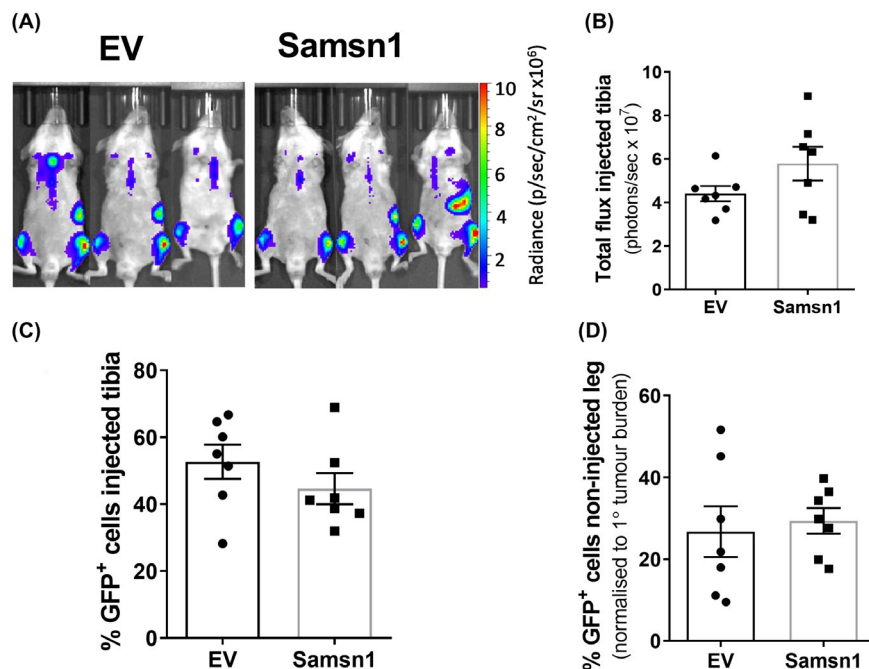 (A)
EV
Samsn1
10
8
6
4
2
Radiance (p/sec/cm²/sr x10⁶)
(B)
Total flux injected tibia
(photons/sec x 10⁷)
10
8
6
4
2
0
EV
Samsn1
(C)
% GFP⁺ cells injected tibia
80
60
40
20
0
EV
Samsn1
(D)
% GFP⁺ cells non-injected leg
(normalised to 1° tumour burden)
60
40
20
0
EV
Samsn1